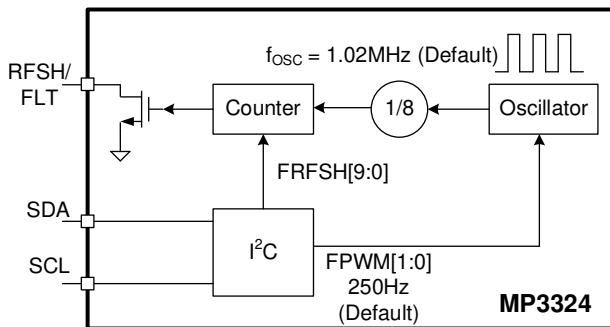 fOSC = 1.02MHz (Default)
RFSH/
FLT
Counter
1/8
Oscillator
FRFSH[9:0]
SDA
I²C
SCL
FPWM[1:0]
250Hz
(Default)
MP3324